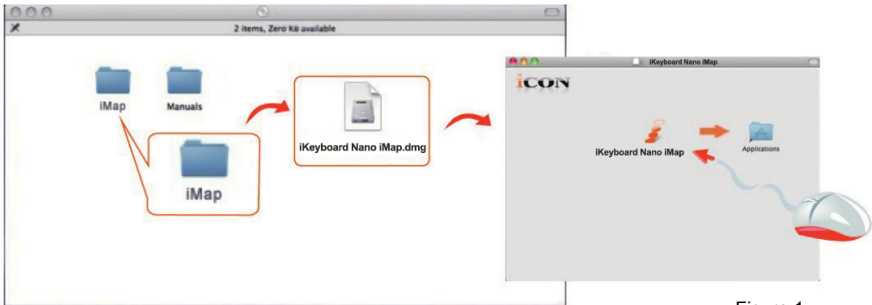 2 items, Zero KB available
iMap
Manuals
iMap
iKeyboard Nano iMap.dmg
iKeyboard Nano iMap
iCON
iKeyboard Nano iMap
Applications
Figure 1